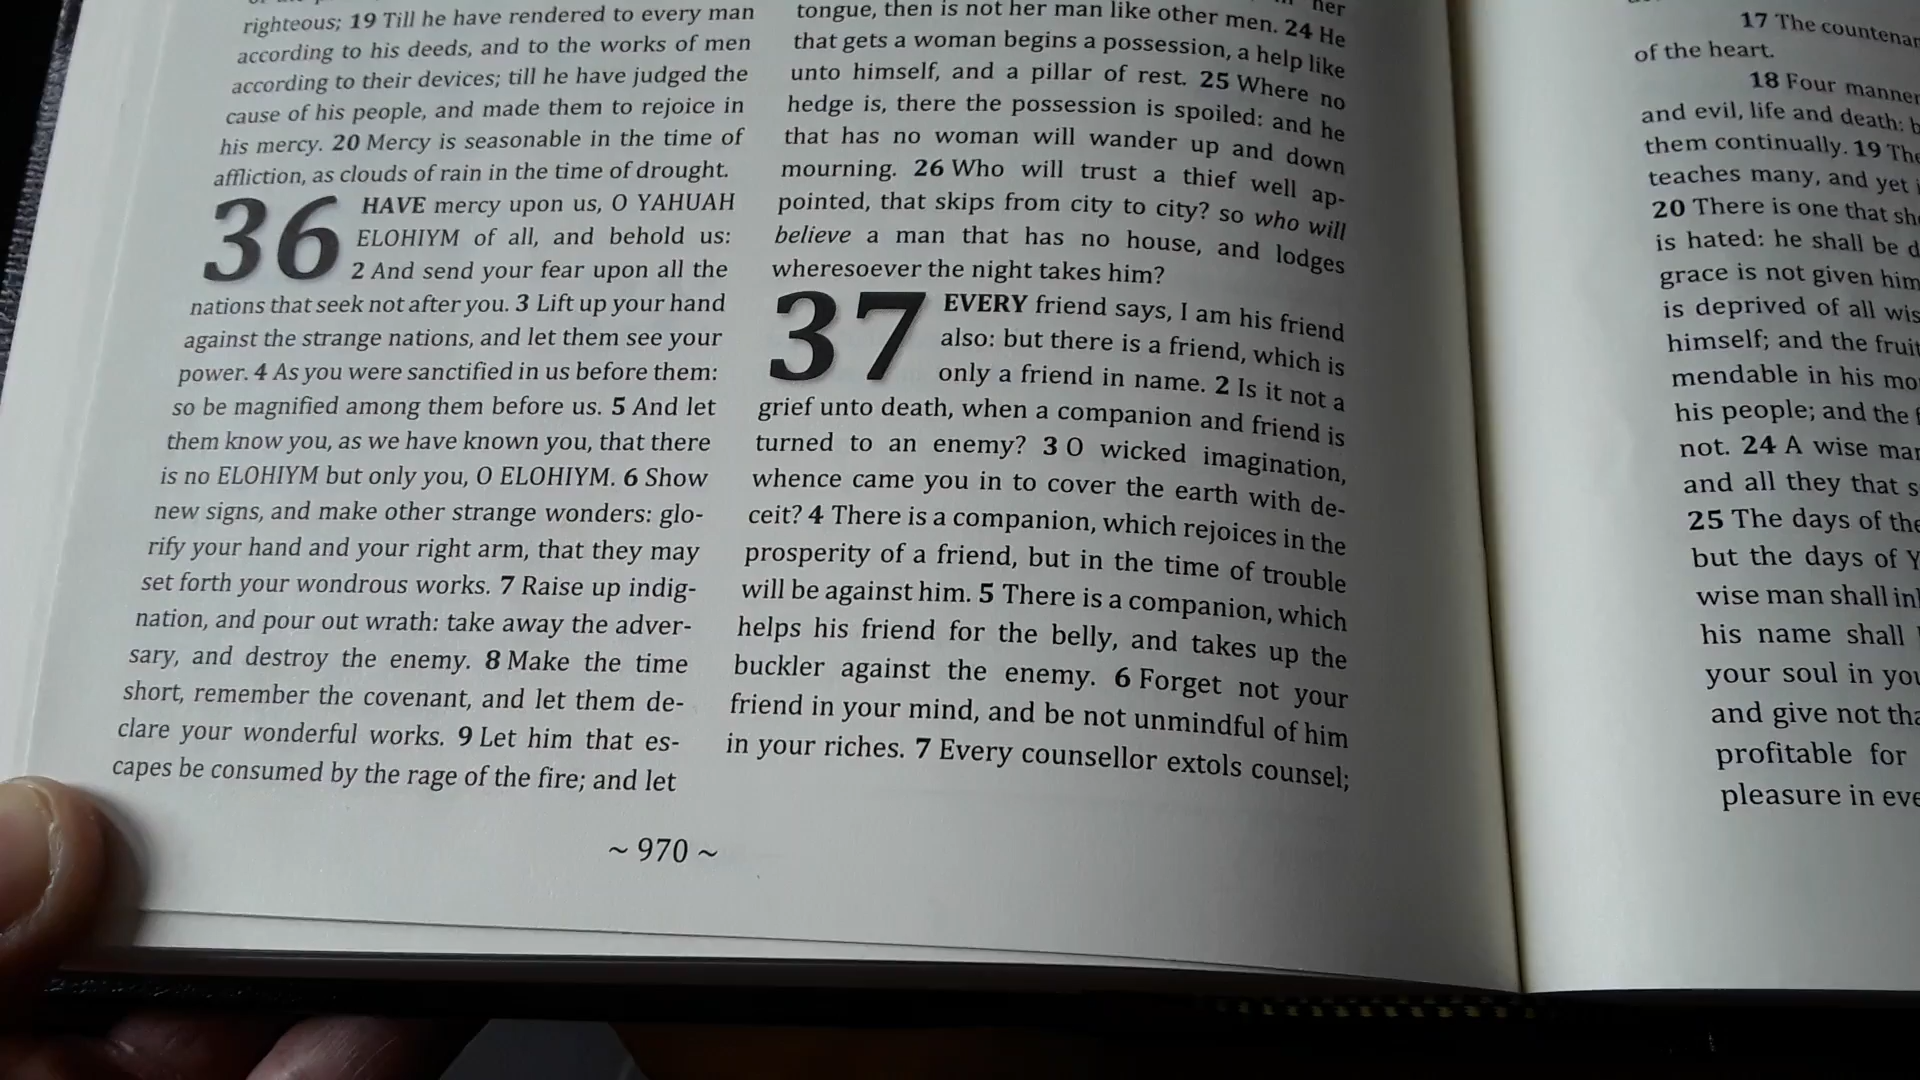 righteous; 19 Till he have rendered to every man
according to his deeds, and to the works of men
according to their devices; till he have judged the
cause of his people, and made them to rejoice in
his mercy. 20 Mercy is seasonable in the time of
affliction, as clouds of rain in the time of drought.
36 HAVE mercy upon us, O YAHUAH
ELOHIYM of all, and behold us:
2 And send your fear upon all the
nations that seek not after you. 3 Lift up your hand
against the strange nations, and let them see your
power. 4 As you were sanctified in us before them:
so be magnified among them before us. 5 And let
them know you, as we have known you, that there
is no ELOHIYM but only you, O ELOHIYM. 6 Show
new signs, and make other strange wonders: glo-
rify your hand and your right arm, that they may
set forth your wondrous works. 7 Raise up indig-
nation, and pour out wrath: take away the adver-
sary, and destroy the enemy. 8 Make the time
short, remember the covenant, and let them de-
clare your wonderful works. 9 Let him that es-
capes be consumed by the rage of the fire; and let
her
tongue, then is not her man like other men. 24 He
that gets a woman begins a possession, a help like
unto himself, and a pillar of rest. 25 Where no
hedge is, there the possession is spoiled: and he
that has no woman will wander up and down
mourning. 26 Who will trust a thief well ap-
pointed, that skips from city to city? so who will
believe a man that has no house, and lodges
wheresoever the night takes him?
37 EVERY friend says, I am his friend
also: but there is a friend, which is
only a friend in name. 2 Is it not a
grief unto death, when a companion and friend is
turned to an enemy? 3 O wicked imagination,
whence came you in to cover the earth with de-
ceit? 4 There is a companion, which rejoices in the
prosperity of a friend, but in the time of trouble
will be against him. 5 There is a companion, which
helps his friend for the belly, and takes up the
buckler against the enemy. 6 Forget not your
friend in your mind, and be not unmindful of him
in your riches. 7 Every counsellor extols counsel;
~ 970 ~
17 The
of the heart.
18 Four
and evil, life and death:
them continually. 19
teaches many, and yet
20 There is one that
is hated: he shall be
grace is not given him
is deprived of all
himself; and the fruit
mendable in his
his people; and the
not. 24 A wise
and all they that
25 The days of the
but the days of
wise man shall
his name shall
your soul in
and give not
profitable for
pleasure in